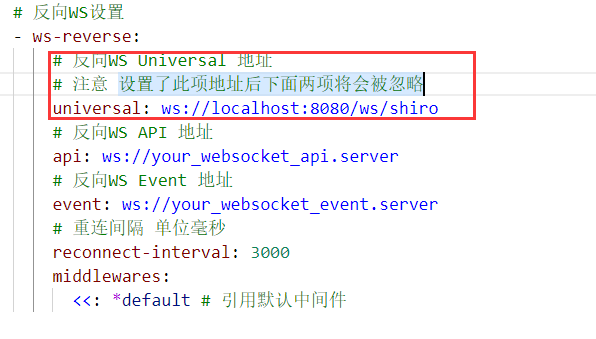 # 反向WS设置
- ws-reverse:
# 反向WS Universal 地址
# 注意 设置了此项地址后下面两项将会被忽略
universal: ws://localhost:8080/ws/shiro
# 反向WS API 地址
api: ws://your_websocket_api.server
# 反向WS Event 地址
event: ws://your_websocket_event.server
# 重连间隔 单位毫秒
reconnect-interval: 3000
middlewares:
<<: *default # 引用默认中间件